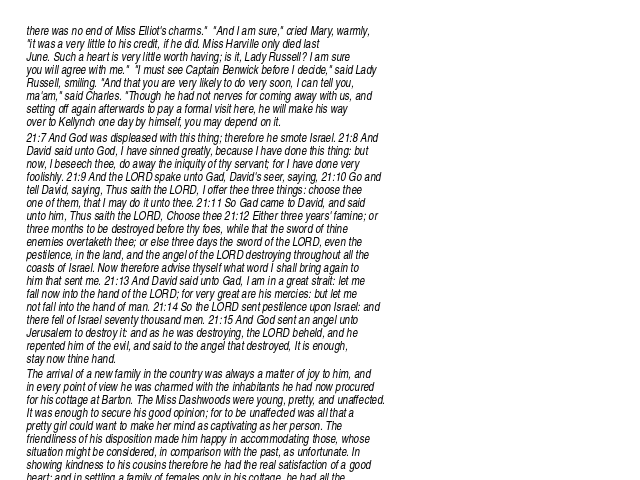 there was no end of Miss Elliot's charms."  "And I am sure," cried Mary, warmly,
"it was a very little to his credit, if he did. Miss Harville only died last
June. Such a heart is very little worth having; is it, Lady Russell? I am sure
you will agree with me."  "I must see Captain Benwick before I decide," said Lady
Russell, smiling. "And that you are very likely to do very soon, I can tell you,
ma'am," said Charles. "Though he had not nerves for coming away with us, and
setting off again afterwards to pay a formal visit here, he will make his way
over to Kellynch one day by himself, you may depend on it.
21:7 And God was displeased with this thing; therefore he smote Israel. 21:8 And
David said unto God, I have sinned greatly, because I have done this thing: but
now, I beseech thee, do away the iniquity of thy servant; for I have done very
foolishly. 21:9 And the LORD spake unto Gad, David's seer, saying, 21:10 Go and
tell David, saying, Thus saith the LORD, I offer thee three things: choose thee
one of them, that I may do it unto thee. 21:11 So Gad came to David, and said
unto him, Thus saith the LORD, Choose thee 21:12 Either three years' famine; or
three months to be destroyed before thy foes, while that the sword of thine
enemies overtaketh thee; or else three days the sword of the LORD, even the
pestilence, in the land, and the angel of the LORD destroying throughout all the
coasts of Israel. Now therefore advise thyself what word I shall bring again to
him that sent me. 21:13 And David said unto Gad, I am in a great strait: let me
fall now into the hand of the LORD; for very great are his mercies: but let me
not fall into the hand of man. 21:14 So the LORD sent pestilence upon Israel: and
there fell of Israel seventy thousand men. 21:15 And God sent an angel unto
Jerusalem to destroy it: and as he was destroying, the LORD beheld, and he
repented him of the evil, and said to the angel that destroyed, It is enough,
stay now thine hand.
The arrival of a new family in the country was always a matter of joy to him, and
in every point of view he was charmed with the inhabitants he had now procured
for his cottage at Barton. The Miss Dashwoods were young, pretty, and unaffected.
It was enough to secure his good opinion; for to be unaffected was all that a
pretty girl could want to make her mind as captivating as her person. The
friendliness of his disposition made him happy in accommodating those, whose
situation might be considered, in comparison with the past, as unfortunate. In
showing kindness to his cousins therefore he had the real satisfaction of a good
heart; and in settling a family of females only in his cottage, he had all the